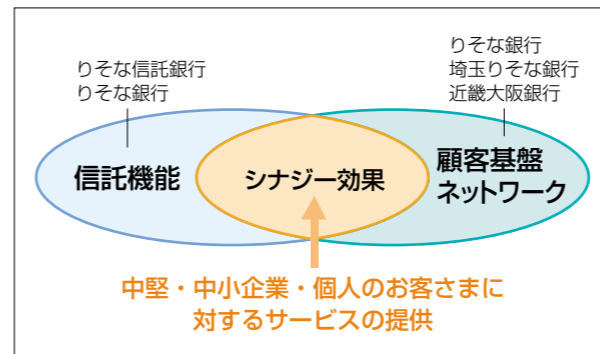 りそな信託銀行
りそな銀行
りそな銀行
埼玉りそな銀行
近畿大阪銀行
信託機能
シナジー効果
顧客基盤
ネットワーク
中堅・中小企業・個人のお客さまに
対するサービスの提供